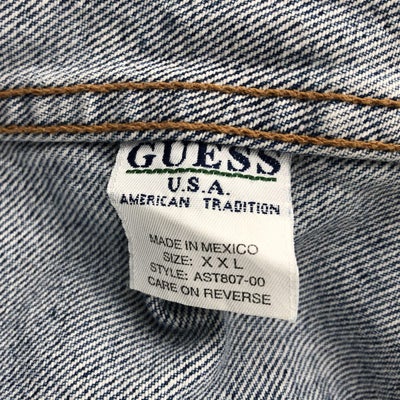 GUESS
U.S.A.
AMERICAN TRADITION
MADE IN MEXICO
SIZE: X X L
STYLE: AST807-00
CARE ON REVERSE